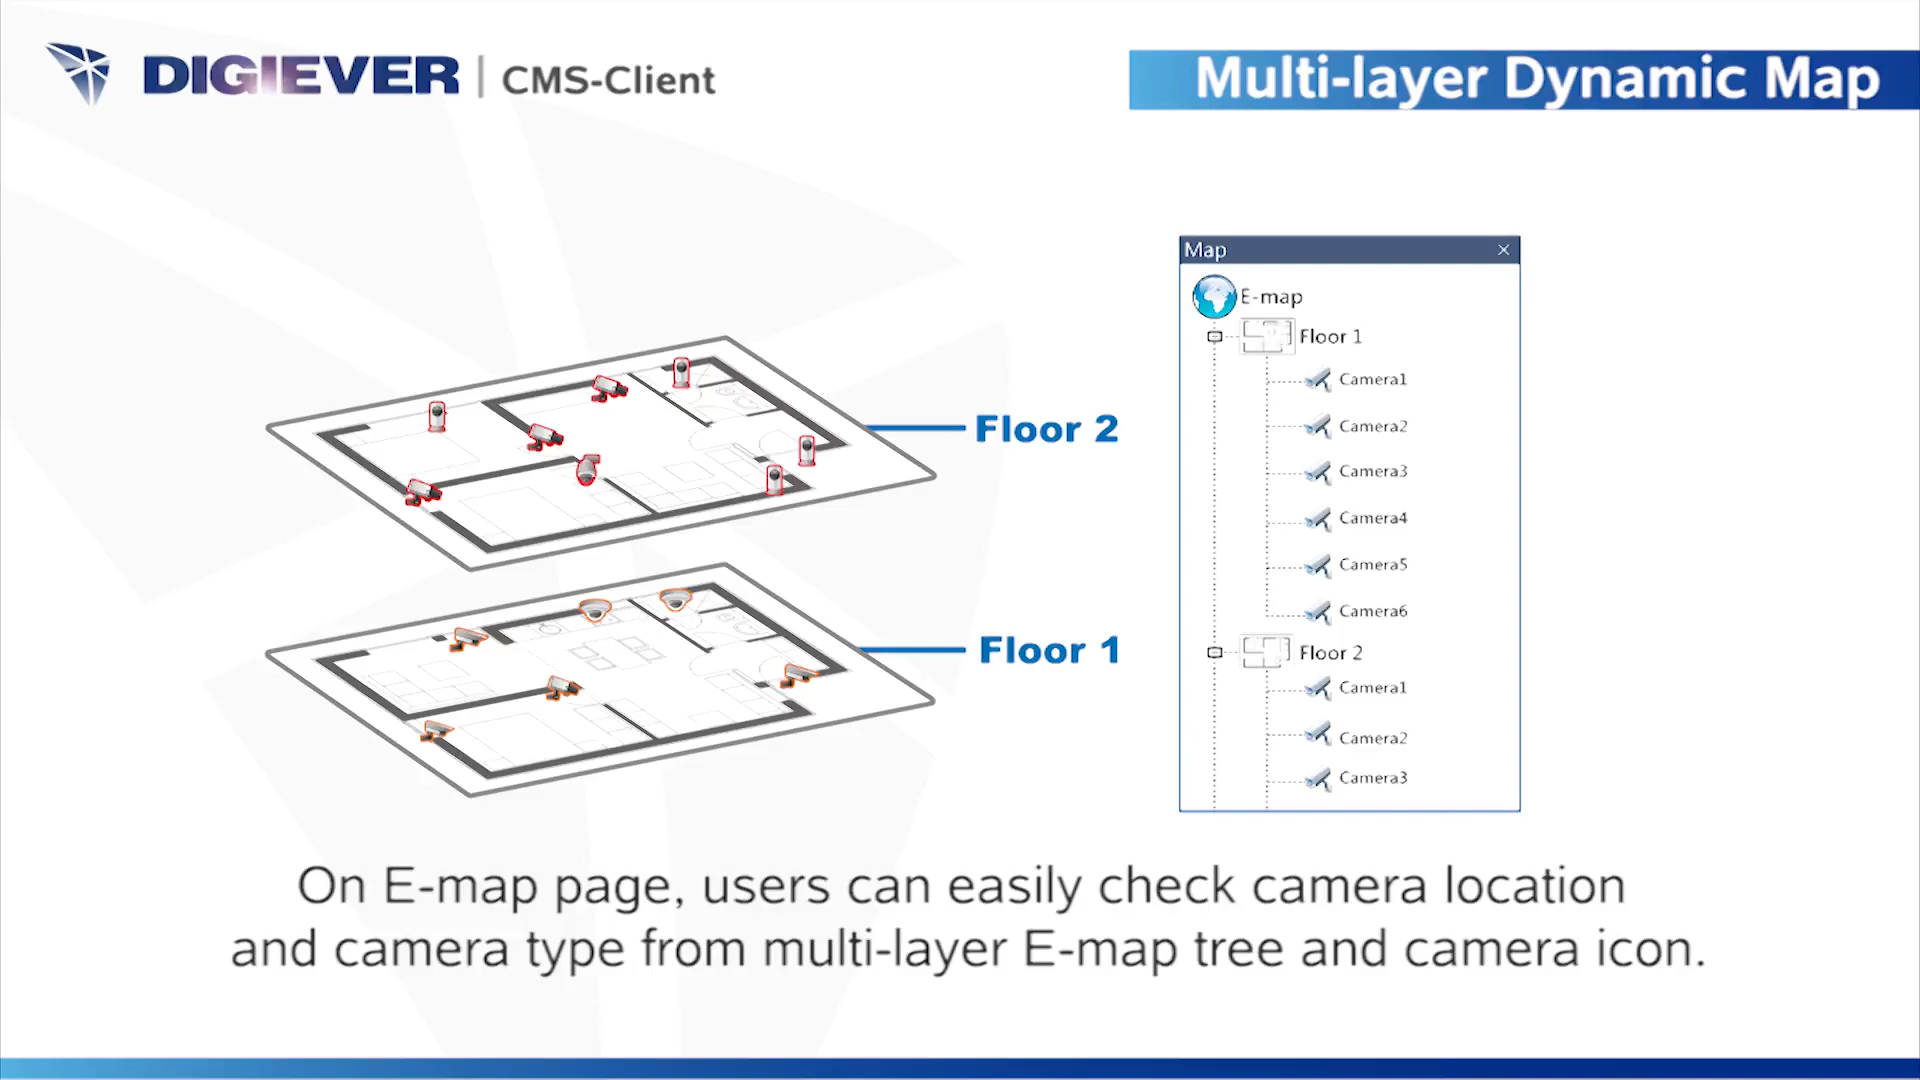 DIGIEVER | CMS-Client
Multi-layer Dynamic Map
Floor 2
Floor 1
Map
E-map
Floor 1
Camera1
Camera2
Camera3
Camera4
Camera5
Camera6
Floor 2
Camera1
Camera2
Camera3
On E-map page, users can easily check camera location
and camera type from multi-layer E-map tree and camera icon.